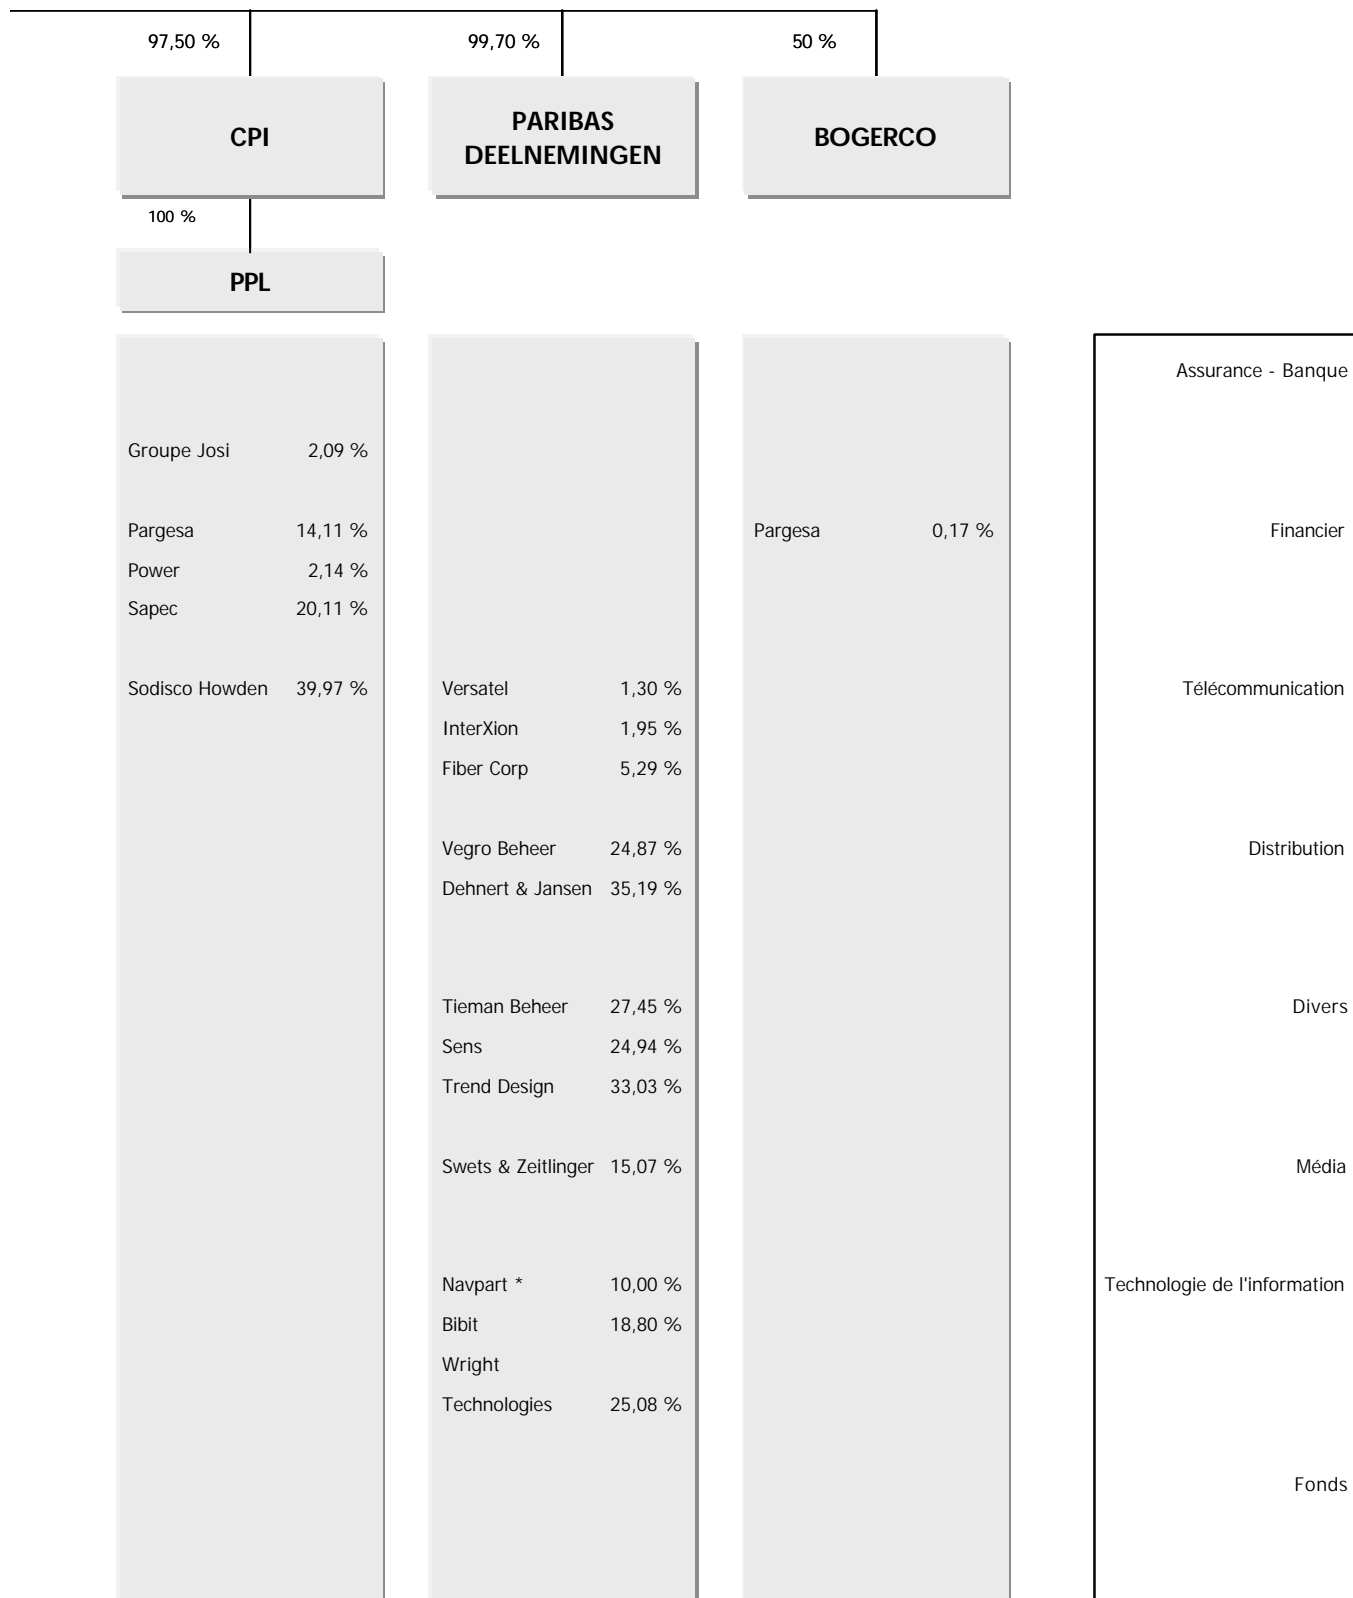 97,50 %
99,70 %
50 %
CPI
PARIBAS
DEELNEMINGEN
BOGERCO
100 %
PPL
Assurance - Banque
Groupe Josi 2,09 %
Pargesa 14,11 %
Pargesa 0,17 %
Financier
Power 2,14 %
Sapec 20,11 %
Sodisco Howden 39,97 %
Versatel 1,30 %
Télécommunication
InterXion 1,95 %
Fiber Corp 5,29 %
Vegro Beheer 24,87 %
Distribution
Dehnert & Jansen 35,19 %
Tieman Beheer 27,45 %
Divers
Sens 24,94 %
Trend Design 33,03 %
Swets & Zeitlinger 15,07 %
Média
Navpart * 10,00 %
Technologie de l'information
Bibit 18,80 %
Wright
Technologies 25,08 %
Fonds